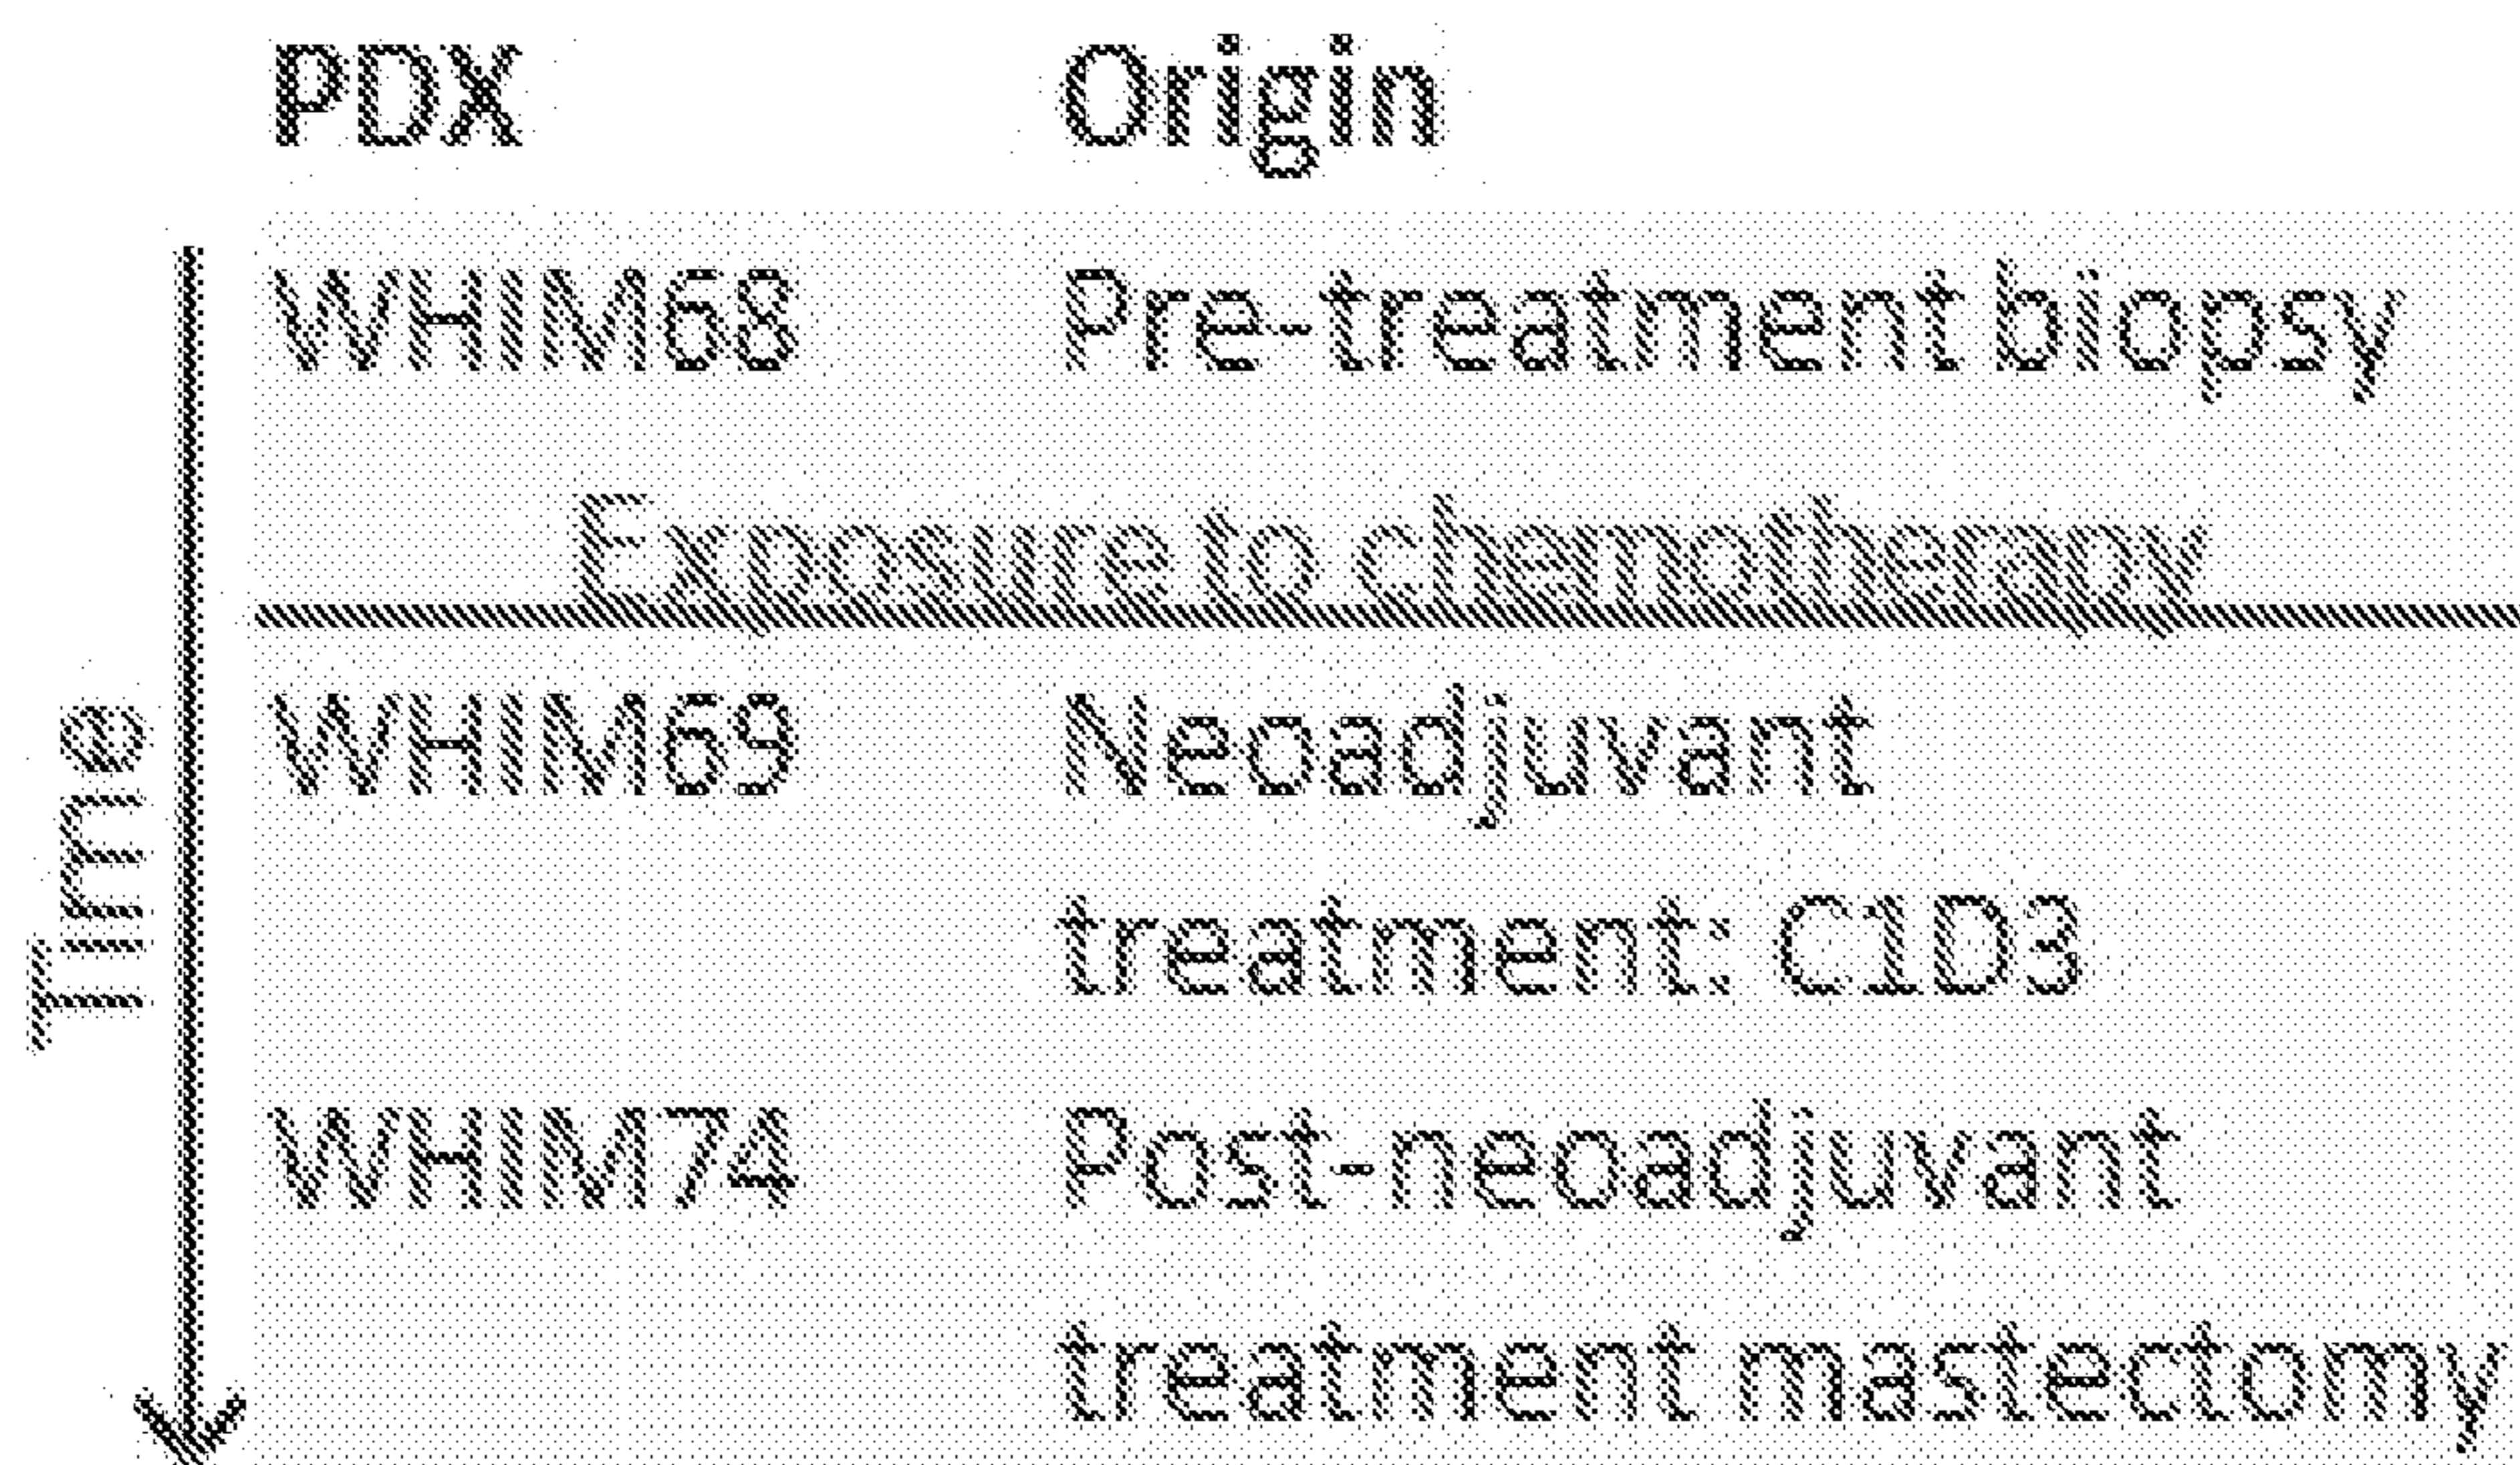 PDX Origin
WHIM68 Pre-treatment biopsy
Exposure to chemotherapy
WHIM69 Neoadjuvant
treatment: C1D3
WHIM74 Post-neoadjuvant
treatment mastectomy
Time